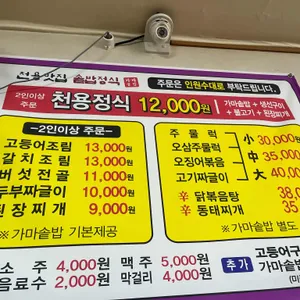 천용맛집 솥밥정식
주문은 인원수대로 부탁드립니다.
2인이상 주문 천용정식 12,000원 가마솥밥 + 생선구이 + 불고기 + 된장찌개
-2인이상 주문-
고등어조림 13,000원
갈치조림 13,000원
버섯전골 11,000원
두부짜글이 10,000원
된장찌개 9,000원
※ 가마솥밥 기본제공
주물럭
오삼주물럭
오징어볶음
고기짜글이
小 30,000
中 35,000
大 40,000
닭볶음탕 38,
동태찌개 35,
※ 가마솥밥 별도
소주 4,000원 맥주 5,000원
음료수 2,000원 막걸리 4,000원
추가 고등어구
가마솥밥